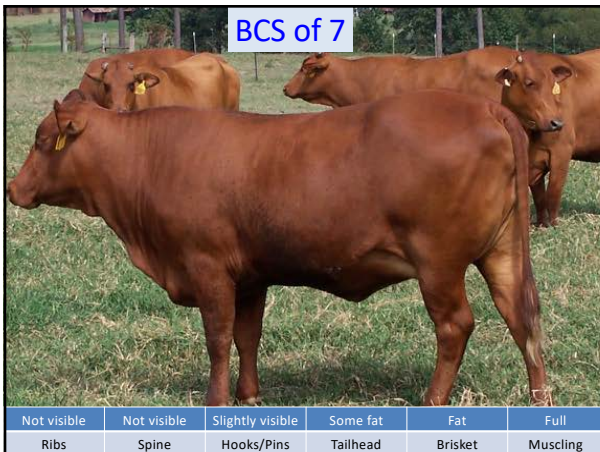 BCS of 7
Not visible Not visible Slightly visible Some fat Fat Full
Ribs Spine Hooks/Pins Tailhead Brisket Muscling